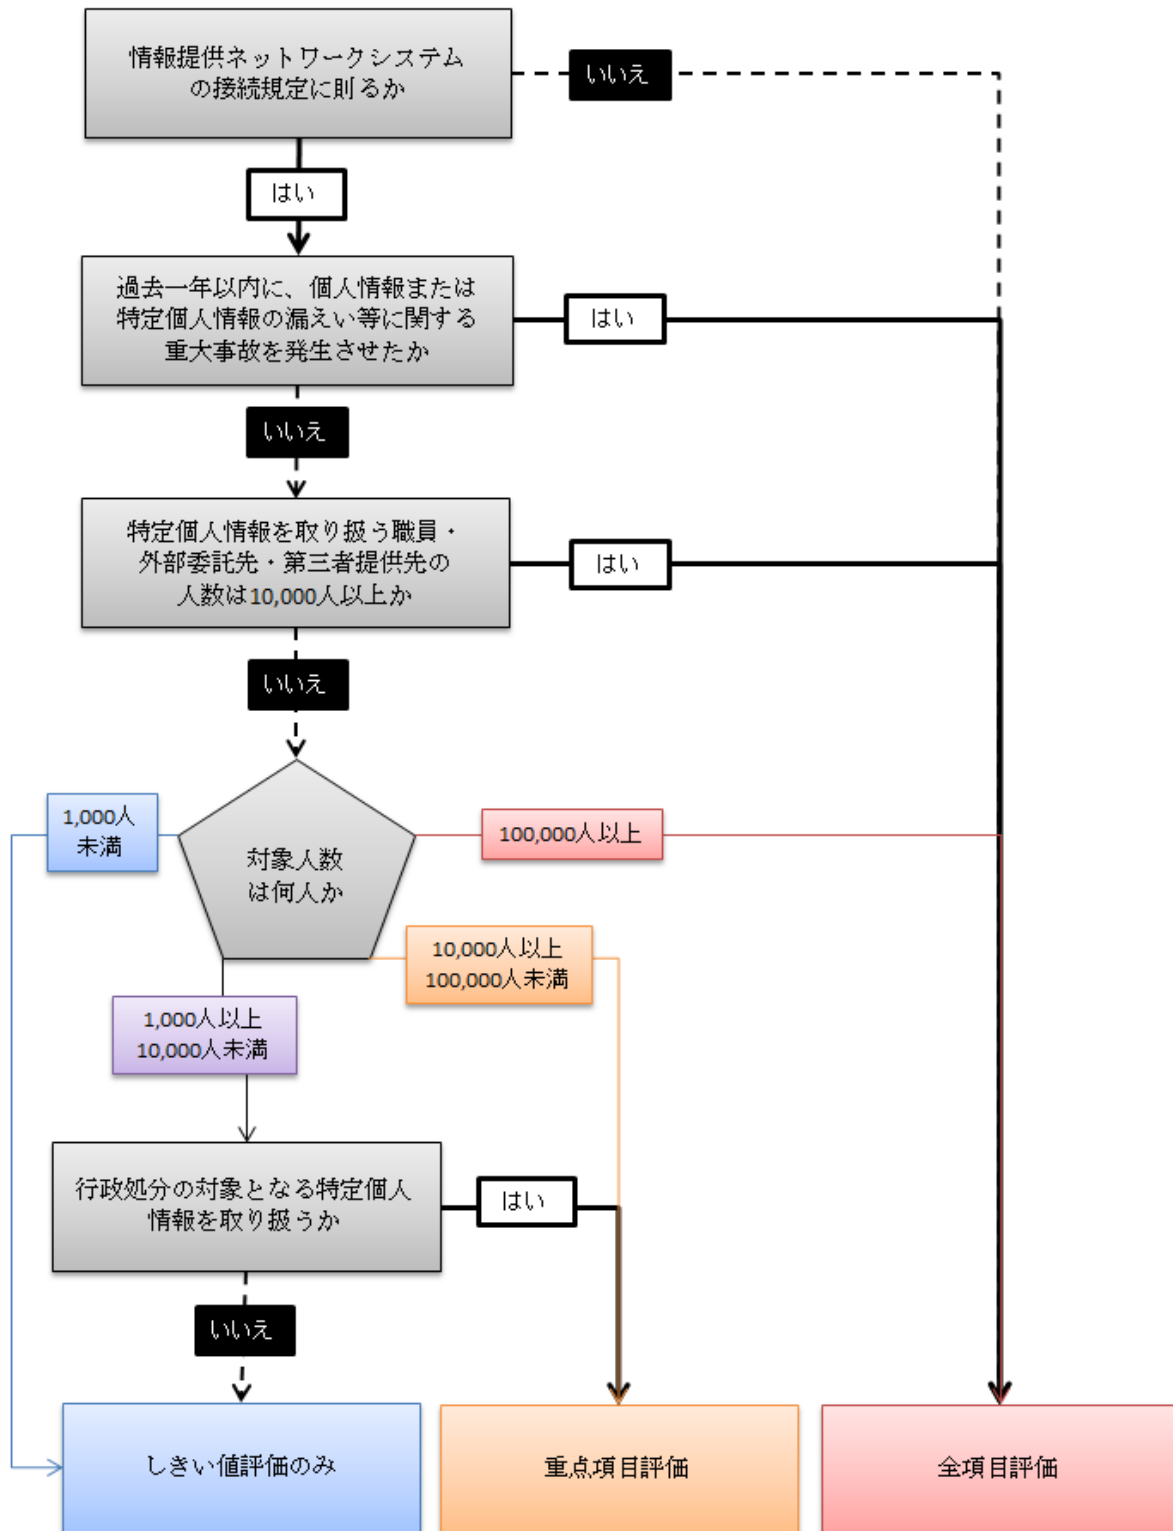 情報提供ネットワークシステム
の接続規定に則るか
いいえ
はい
過去一年以内に、個人情報または
特定個人情報の漏えい等に関する
重大事故を発生させたか
はい
いいえ
特定個人情報を取り扱う職員・
外部委託先・第三者提供先の
人数は10,000人以上か
はい
いいえ
1,000人
未満
対象人数
は何人か
100,000人以上
10,000人以上
100,000人未満
1,000人以上
10,000人未満
行政処分の対象となる特定個人
情報を取り扱うか
はい
いいえ
しきい値評価のみ
重点項目評価
全項目評価